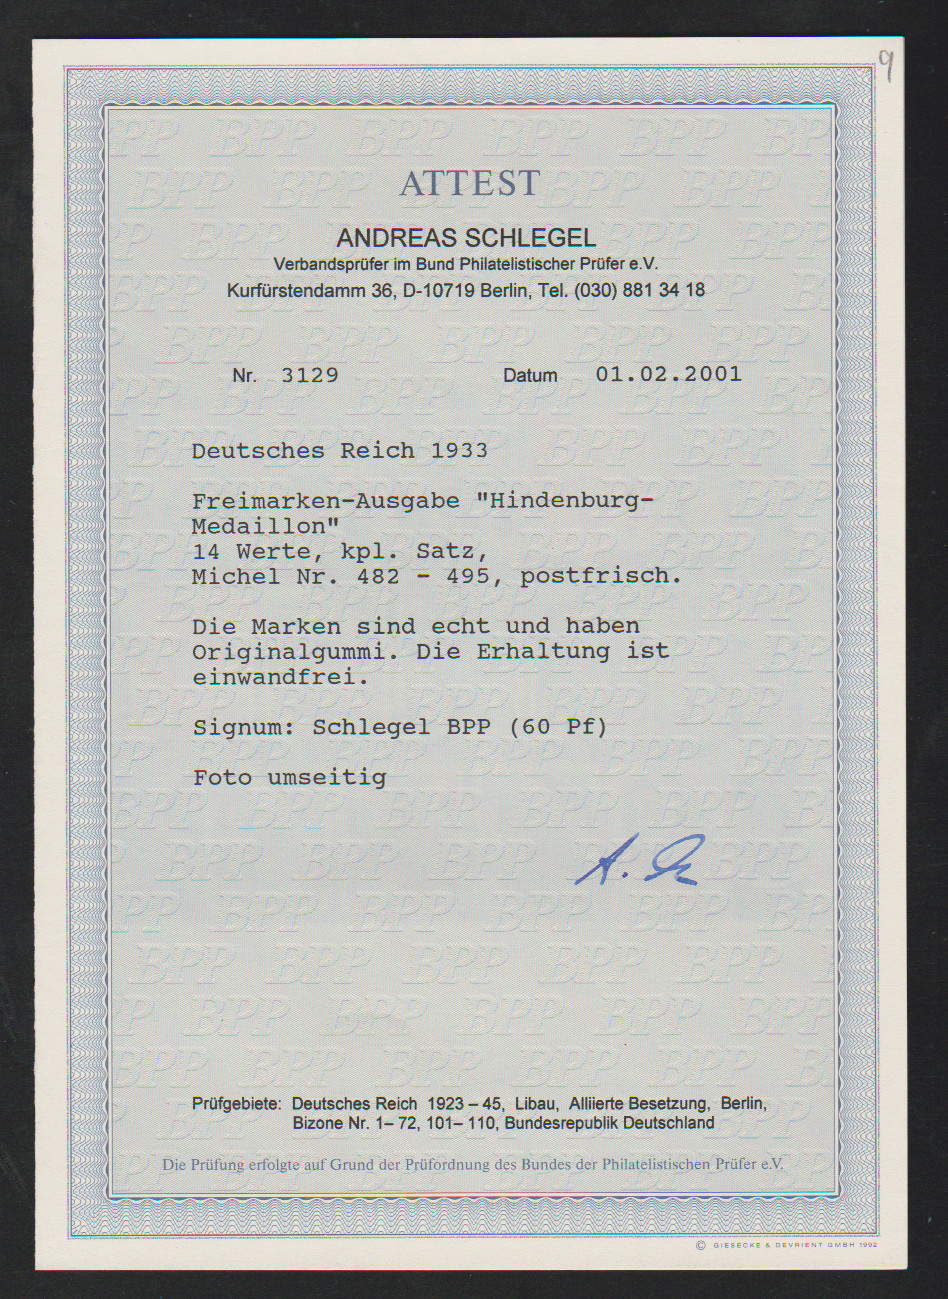 9
ATTEST
ANDREAS SCHLEGEL
Verbandsprüfer im Bund Philatelistischer Prüfer e.V.
Kurfürstendamm 36, D-10719 Berlin, Tel. (030) 881 34 18
Nr. 3129 Datum 01.02.2001
Deutsches Reich 1933
Freimarken-Ausgabe "Hindenburg-
Medaillon"
14 Werte, kpl. Satz,
Michel Nr. 482 - 495, postfrisch.
Die Marken sind echt und haben
Originalgummi. Die Erhaltung ist
einwandfrei.
Signum: Schlegel BPP (60 Pf)
Foto umseitig
Prüfgebiete: Deutsches Reich 1923 – 45, Libau, Alliierte Besetzung, Berlin,
Bizone Nr. 1– 72, 101– 110, Bundesrepublik Deutschland
Die Prüfung erfolgte auf Grund der Prüfordnung des Bundes der Philatelistischen Prüfer e.V.
© GIESECKE & DEVRIENT GMBH 1992